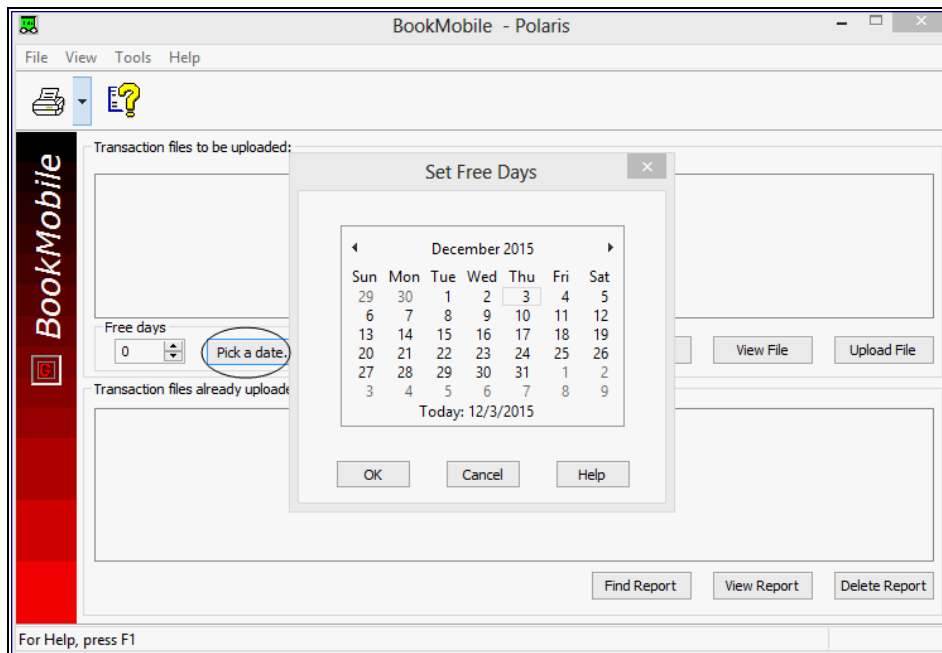 BookMobile - Polaris
File View Tools Help
BookMobile
G
Transaction files to be uploaded:
Free days
0
Pick a date.
View File
Upload File
Transaction files already uploade
Set Free Days
December 2015
Sun Mon Tue Wed Thu Fri Sat
29 30 1 2 3 4 5
6 7 8 9 10 11 12
13 14 15 16 17 18 19
20 21 22 23 24 25 26
27 28 29 30 31 1 2
3 4 5 6 7 8 9
Today: 12/3/2015
OK
Cancel
Help
Find Report
View Report
Delete Report
For Help, press F1